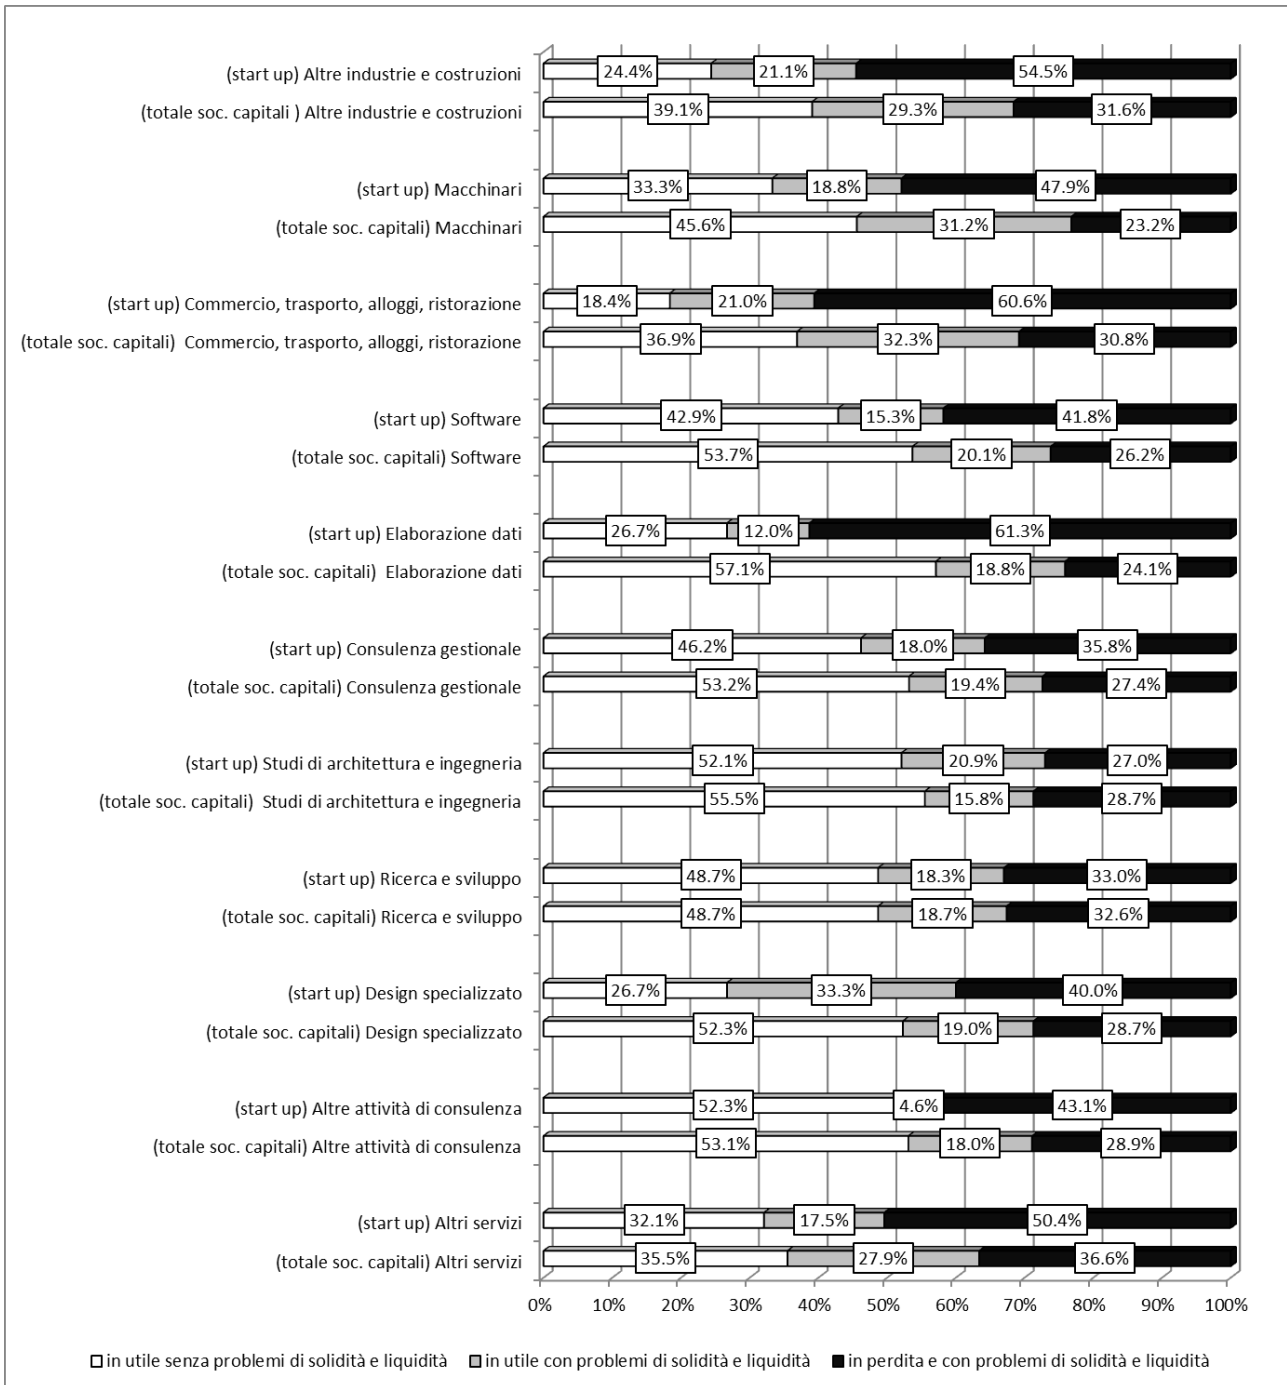 (start up) Altre industrie e costruzioni 24.4% 21.1% 54.5%
(totale soc. capitali ) Altre industrie e costruzioni 39.1% 29.3% 31.6%
(start up) Macchinari 33.3% 18.8% 47.9%
(totale soc. capitali) Macchinari 45.6% 31.2% 23.2%
(start up) Commercio, trasporto, alloggi, ristorazione 18.4% 21.0% 60.6%
(totale soc. capitali) Commercio, trasporto, alloggi, ristorazione 36.9% 32.3% 30.8%
(start up) Software 42.9% 15.3% 41.8%
(totale soc. capitali) Software 53.7% 20.1% 26.2%
(start up) Elaborazione dati 26.7% 12.0% 61.3%
(totale soc. capitali) Elaborazione dati 57.1% 18.8% 24.1%
(start up) Consulenza gestionale 46.2% 18.0% 35.8%
(totale soc. capitali) Consulenza gestionale 53.2% 19.4% 27.4%
(start up) Studi di architettura e ingegneria 52.1% 20.9% 27.0%
(totale soc. capitali) Studi di architettura e ingegneria 55.5% 15.8% 28.7%
(start up) Ricerca e sviluppo 48.7% 18.3% 33.0%
(totale soc. capitali) Ricerca e sviluppo 48.7% 18.7% 32.6%
(start up) Design specializzato 26.7% 33.3% 40.0%
(totale soc. capitali) Design specializzato 52.3% 19.0% 28.7%
(start up) Altre attività di consulenza 52.3% 4.6% 43.1%
(totale soc. capitali) Altre attività di consulenza 53.1% 18.0% 28.9%
(start up) Altri servizi 32.1% 17.5% 50.4%
(totale soc. capitali) Altri servizi 35.5% 27.9% 36.6%
0% 10% 20% 30% 40% 50% 60% 70% 80% 90% 100%
in utile senza problemi di solidità e liquidità in utile con problemi di solidità e liquidità in perdita e con problemi di solidità e liquidità